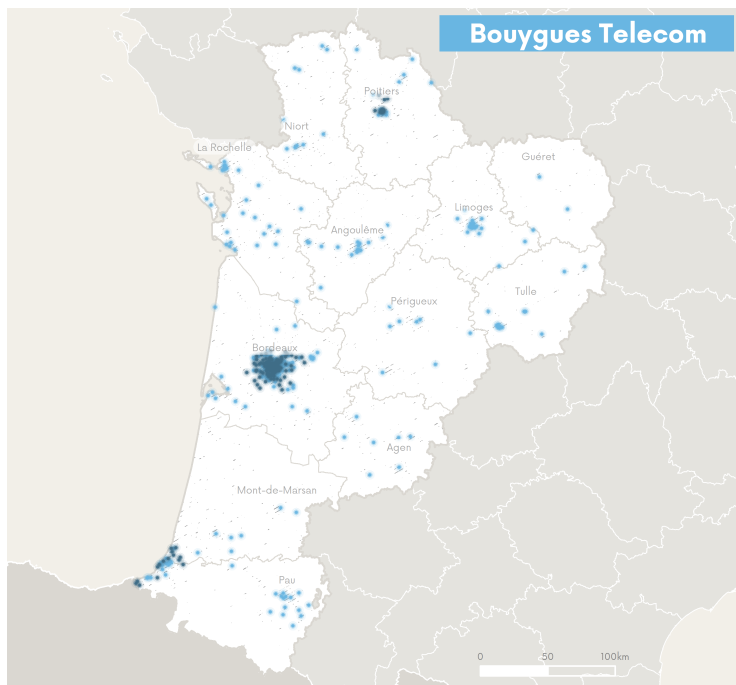 Bouygues Telecom
Poitiers
Niort
La Rochelle
Guéret
Limoges
Angoulême
Tulle
Périgueux
Bordeaux
Agen
Mont-de-Marsan
Pau
0 50 100km